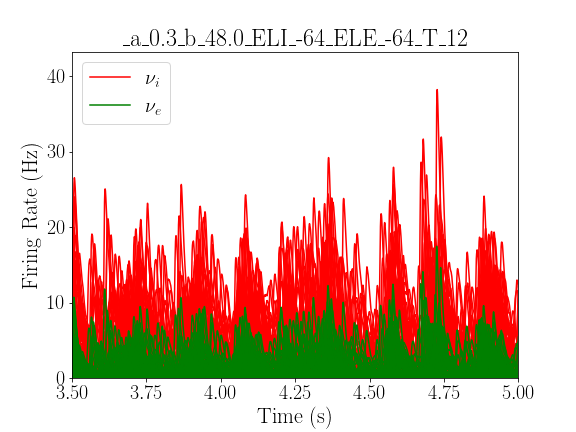 _a_0.3_b_48.0_ELI_-64_ELE_-64_T_12
ν_i
ν_e
Firing Rate (Hz)
40
30
20
10
0
3.50 3.75 4.00 4.25 4.50 4.75 5.00
Time (s)